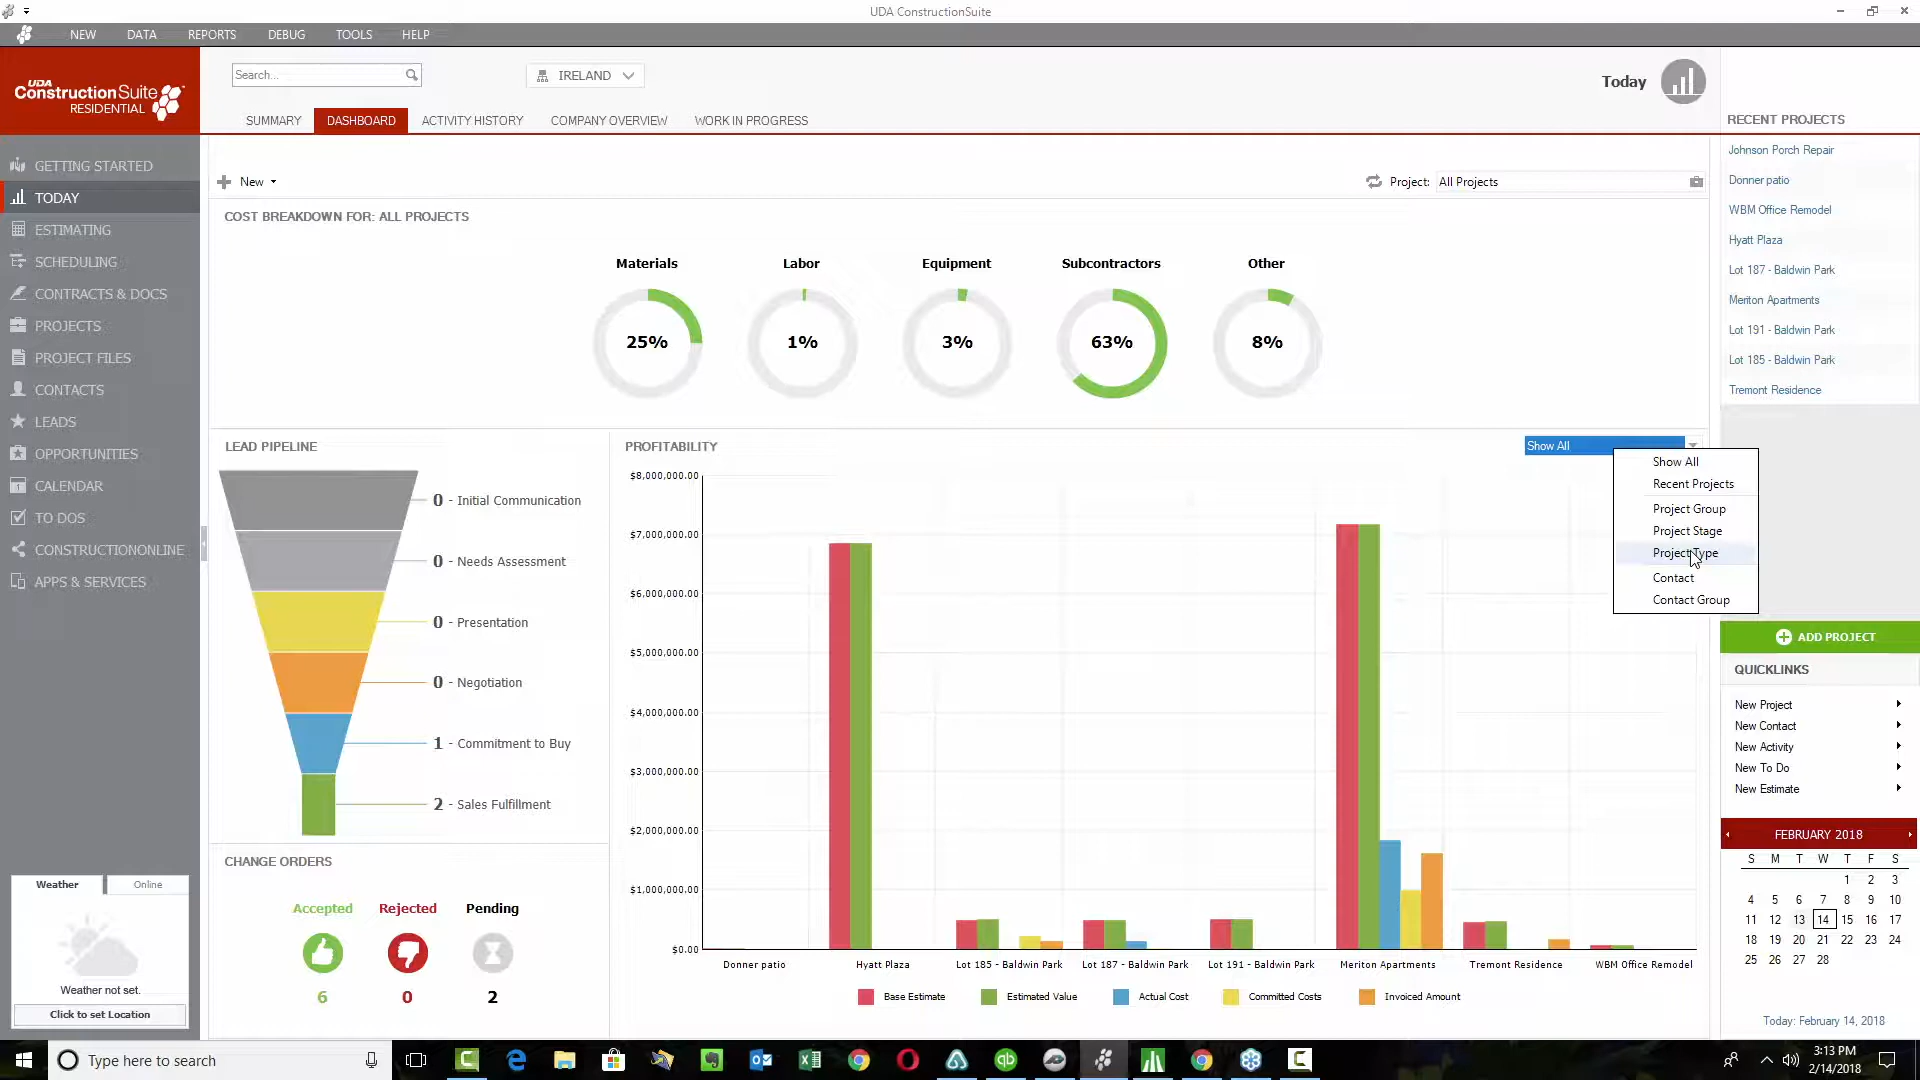 UDA ConstructionSuite
NEW DATA REPORTS DEBUG TOOLS HELP
UDA
ConstructionSuite
RESIDENTIAL
Search...
IRELAND
Today
SUMMARY DASHBOARD ACTIVITY HISTORY COMPANY OVERVIEW WORK IN PROGRESS
GETTING STARTED
TODAY
ESTIMATING
SCHEDULING
CONTRACTS & DOCS
PROJECTS
PROJECT FILES
CONTACTS
LEADS
OPPORTUNITIES
CALENDAR
TO DOS
CONSTRUCTIONONLINE
APPS & SERVICES
Weather Online
Weather not set.
Click to set Location
New
Project: All Projects
COST BREAKDOWN FOR: ALL PROJECTS
Materials Labor Equipment Subcontractors Other
25% 1% 3% 63% 8%
LEAD PIPELINE
0 - Initial Communication
0 - Needs Assessment
0 - Presentation
0 - Negotiation
1 - Commitment to Buy
2 - Sales Fulfillment
CHANGE ORDERS
Accepted Rejected Pending
6 0 2
PROFITABILITY
Show All
Show All
Recent Projects
Project Group
Project Stage
Project Type
Contact
Contact Group
$8,000,000.00
$7,000,000.00
$6,000,000.00
$5,000,000.00
$4,000,000.00
$3,000,000.00
$2,000,000.00
$1,000,000.00
$0.00
Donner patio Hyatt Plaza Lot 185 - Baldwin Park Lot 187 - Baldwin Park Lot 191 - Baldwin Park Meriton Apartments Tremont Residence WBM Office Remodel
Base Estimate Estimated Value Actual Cost Committed Costs Invoiced Amount
RECENT PROJECTS
Johnson Porch Repair
Donner patio
WBM Office Remodel
Hyatt Plaza
Lot 187 - Baldwin Park
Meriton Apartments
Lot 191 - Baldwin Park
Lot 185 - Baldwin Park
Tremont Residence
ADD PROJECT
QUICKLINKS
New Project
New Contact
New Activity
New To Do
New Estimate
FEBRUARY 2018
S M T W T F S
1 2 3
4 5 6 7 8 9 10
11 12 13 14 15 16 17
18 19 20 21 22 23 24
25 26 27 28
Today: February 14, 2018
Type here to search
3:13 PM
2/14/2018